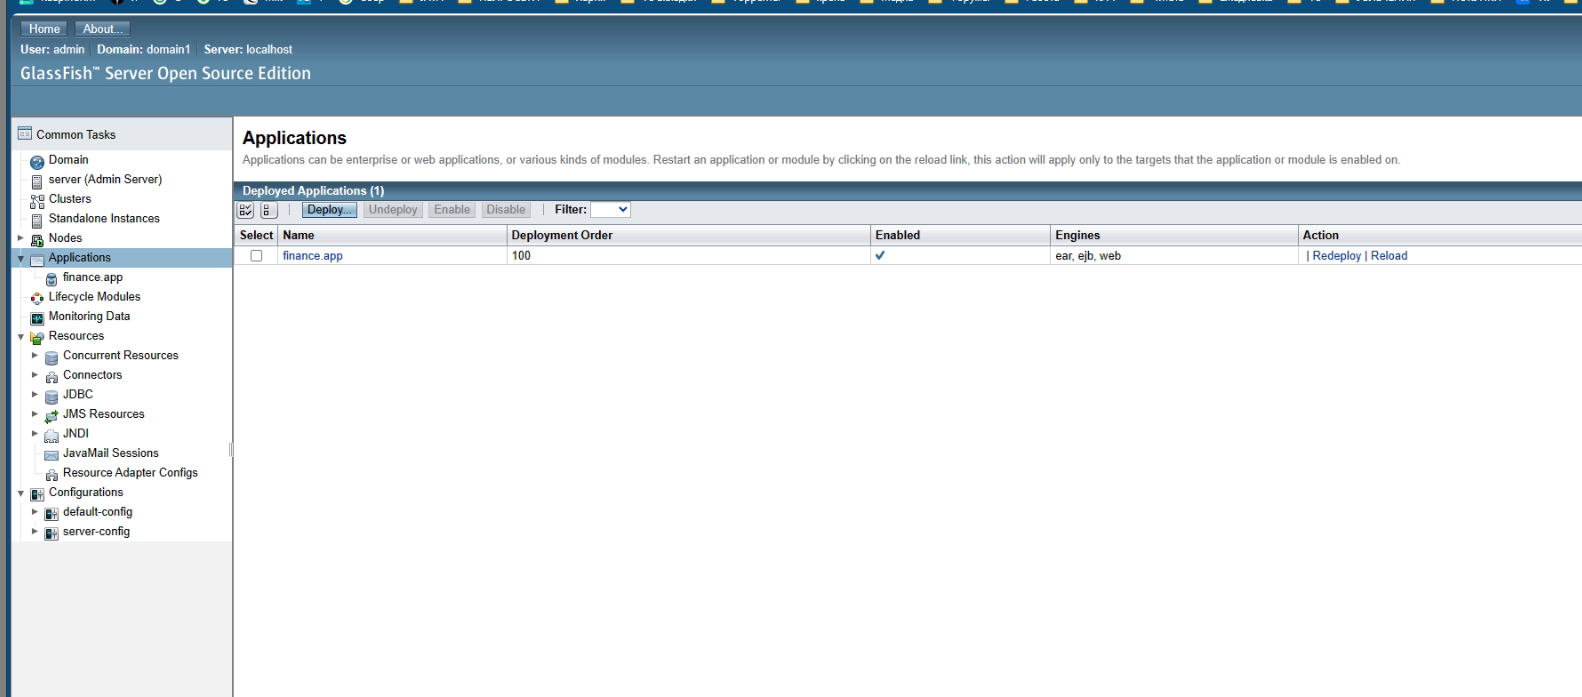 Home About...
User: admin Domain: domain1 Server: localhost
GlassFish™ Server Open Source Edition
Common Tasks
Domain
server (Admin Server)
Clusters
Standalone Instances
Nodes
Applications
finance.app
Lifecycle Modules
Monitoring Data
Resources
Concurrent Resources
Connectors
JDBC
JMS Resources
JNDI
JavaMail Sessions
Resource Adapter Configs
Configurations
default-config
server-config
Applications
Applications can be enterprise or web applications, or various kinds of modules. Restart an application or module by clicking on the reload link, this action will apply only to the targets that the application or module is enabled on.
Deployed Applications (1)
Deploy... Undeploy Enable Disable Filter:
Select Name Deployment Order Enabled Engines Action
finance.app 100 ear, ejb, web | Redeploy | Reload